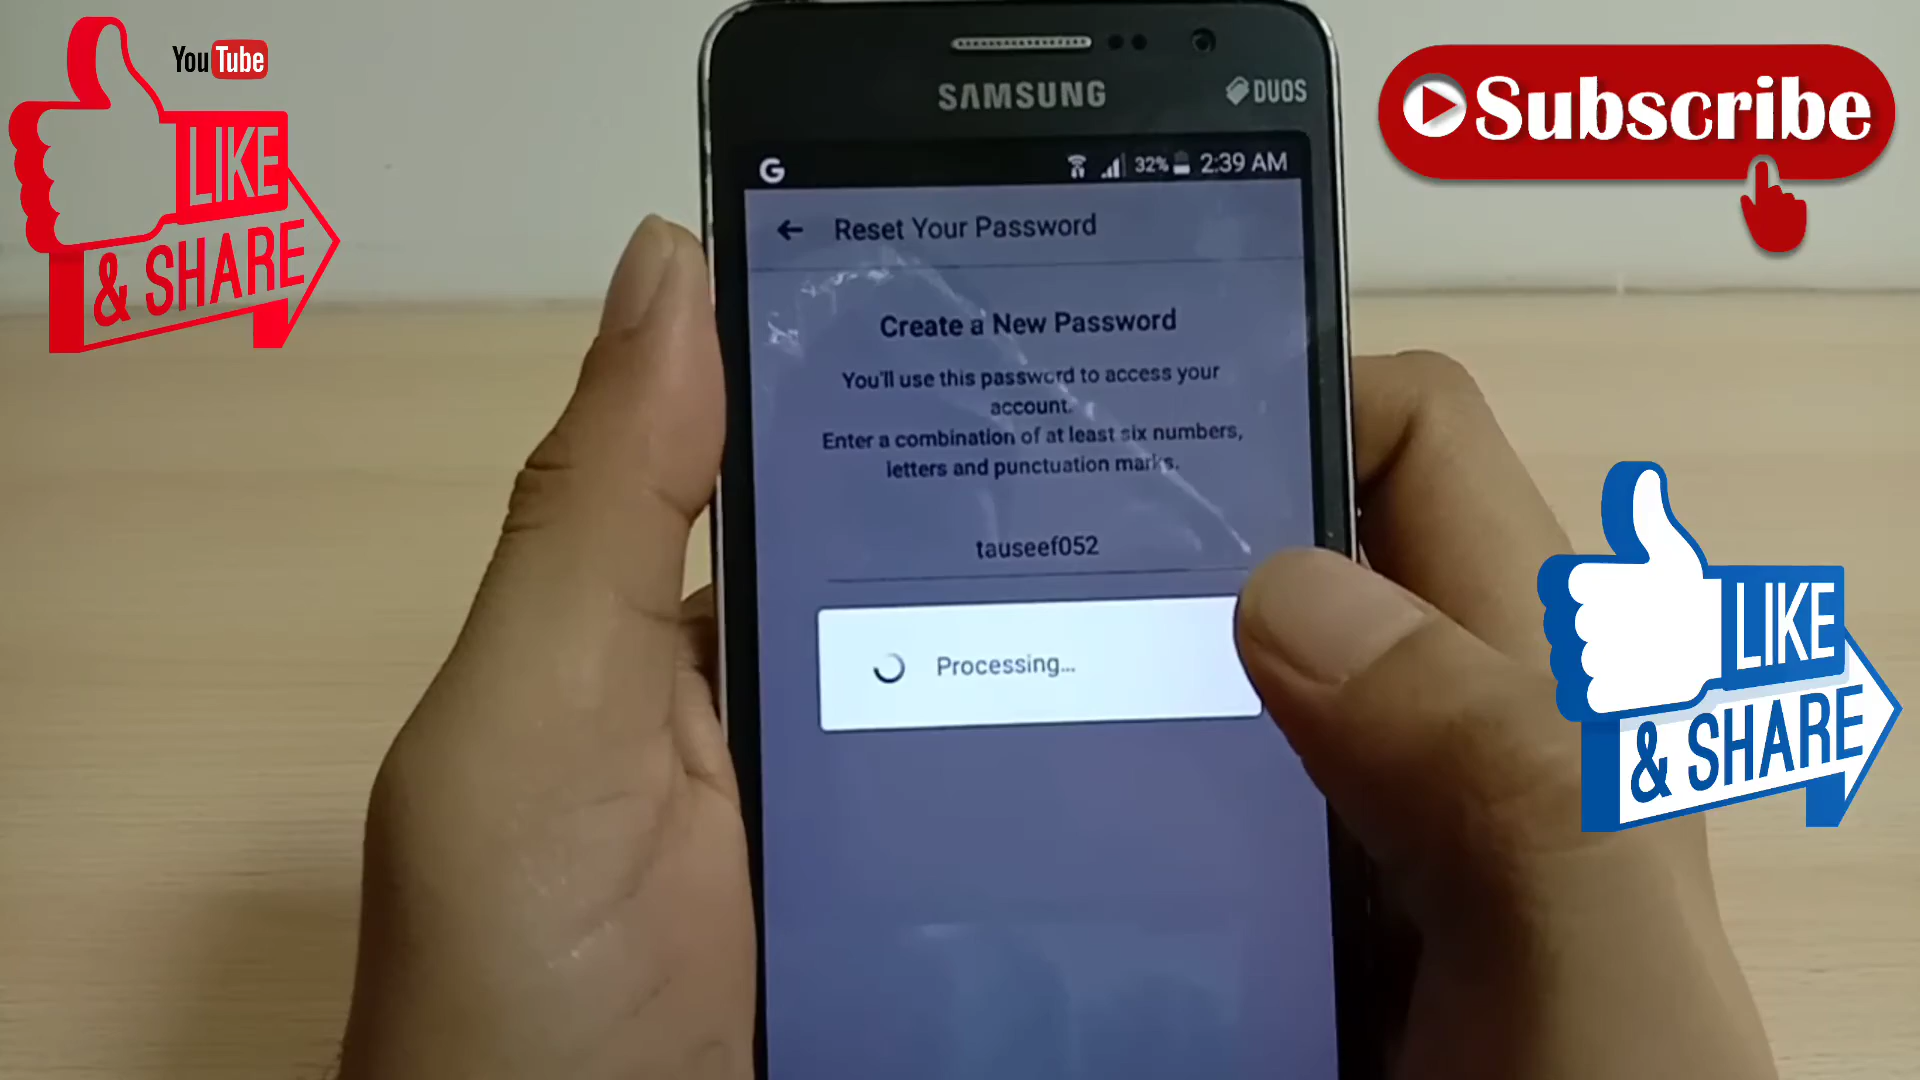 YouTube
LIKE
& SHARE
Subscribe
SAMSUNG
DUOS
G
32%
2:39 AM
Reset Your Password
Create a New Password
You'll use this password to access your
account.
Enter a combination of at least six numbers,
letters and punctuation marks.
tauseef052
Processing...
LIKE
& SHARE